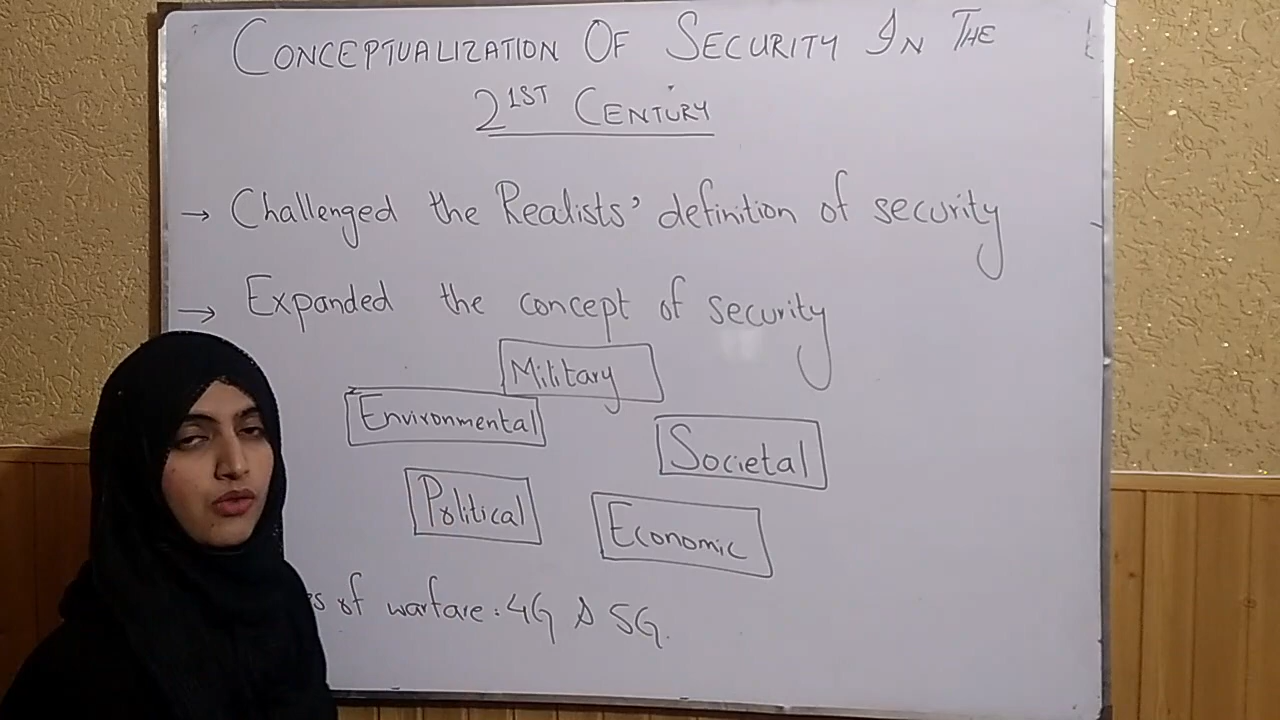 CONCEPTUALIZATION OF SECURITY IN THE
21ST CENTURY
→ Challenged the Realists' definition of security
→ Expanded the concept of security
Military
Environmental
Societal
Political
Economic
of warfare: 4G & 5G.